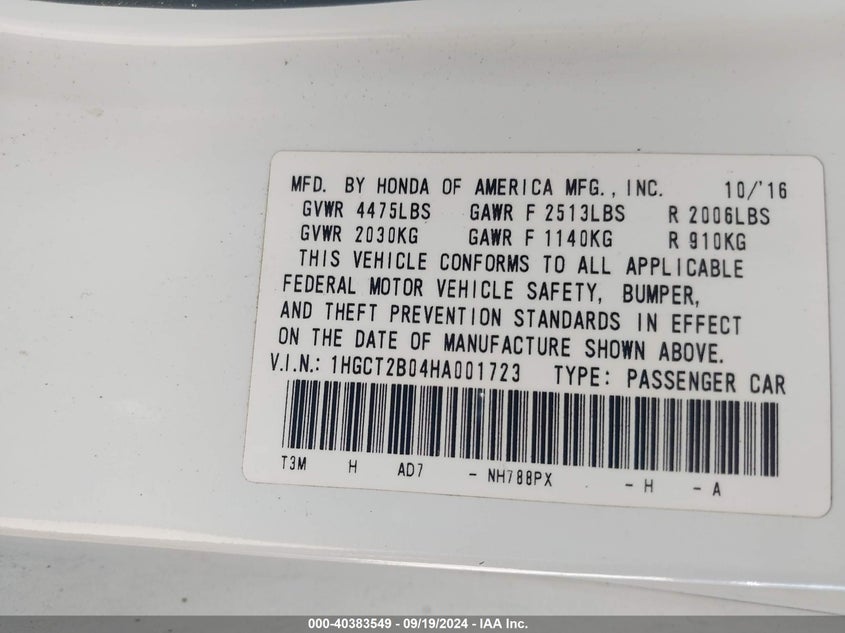 MFD. BY HONDA OF AMERICA MFG., INC. 10/'16
GVWR 4475LBS GAWR F 2513LBS R 2006LBS
GVWR 2030KG GAWR F 1140KG R 910KG
THIS VEHICLE CONFORMS TO ALL APPLICABLE
FEDERAL MOTOR VEHICLE SAFETY, BUMPER,
AND THEFT PREVENTION STANDARDS IN EFFECT
ON THE DATE OF MANUFACTURE SHOWN ABOVE.
V.I.N.: 1HGCT2B04HA001723 TYPE: PASSENGER CAR
T3M H AD7 - NH788PX - H - A
000-40383549 - 09/19/2024 - IAA Inc.